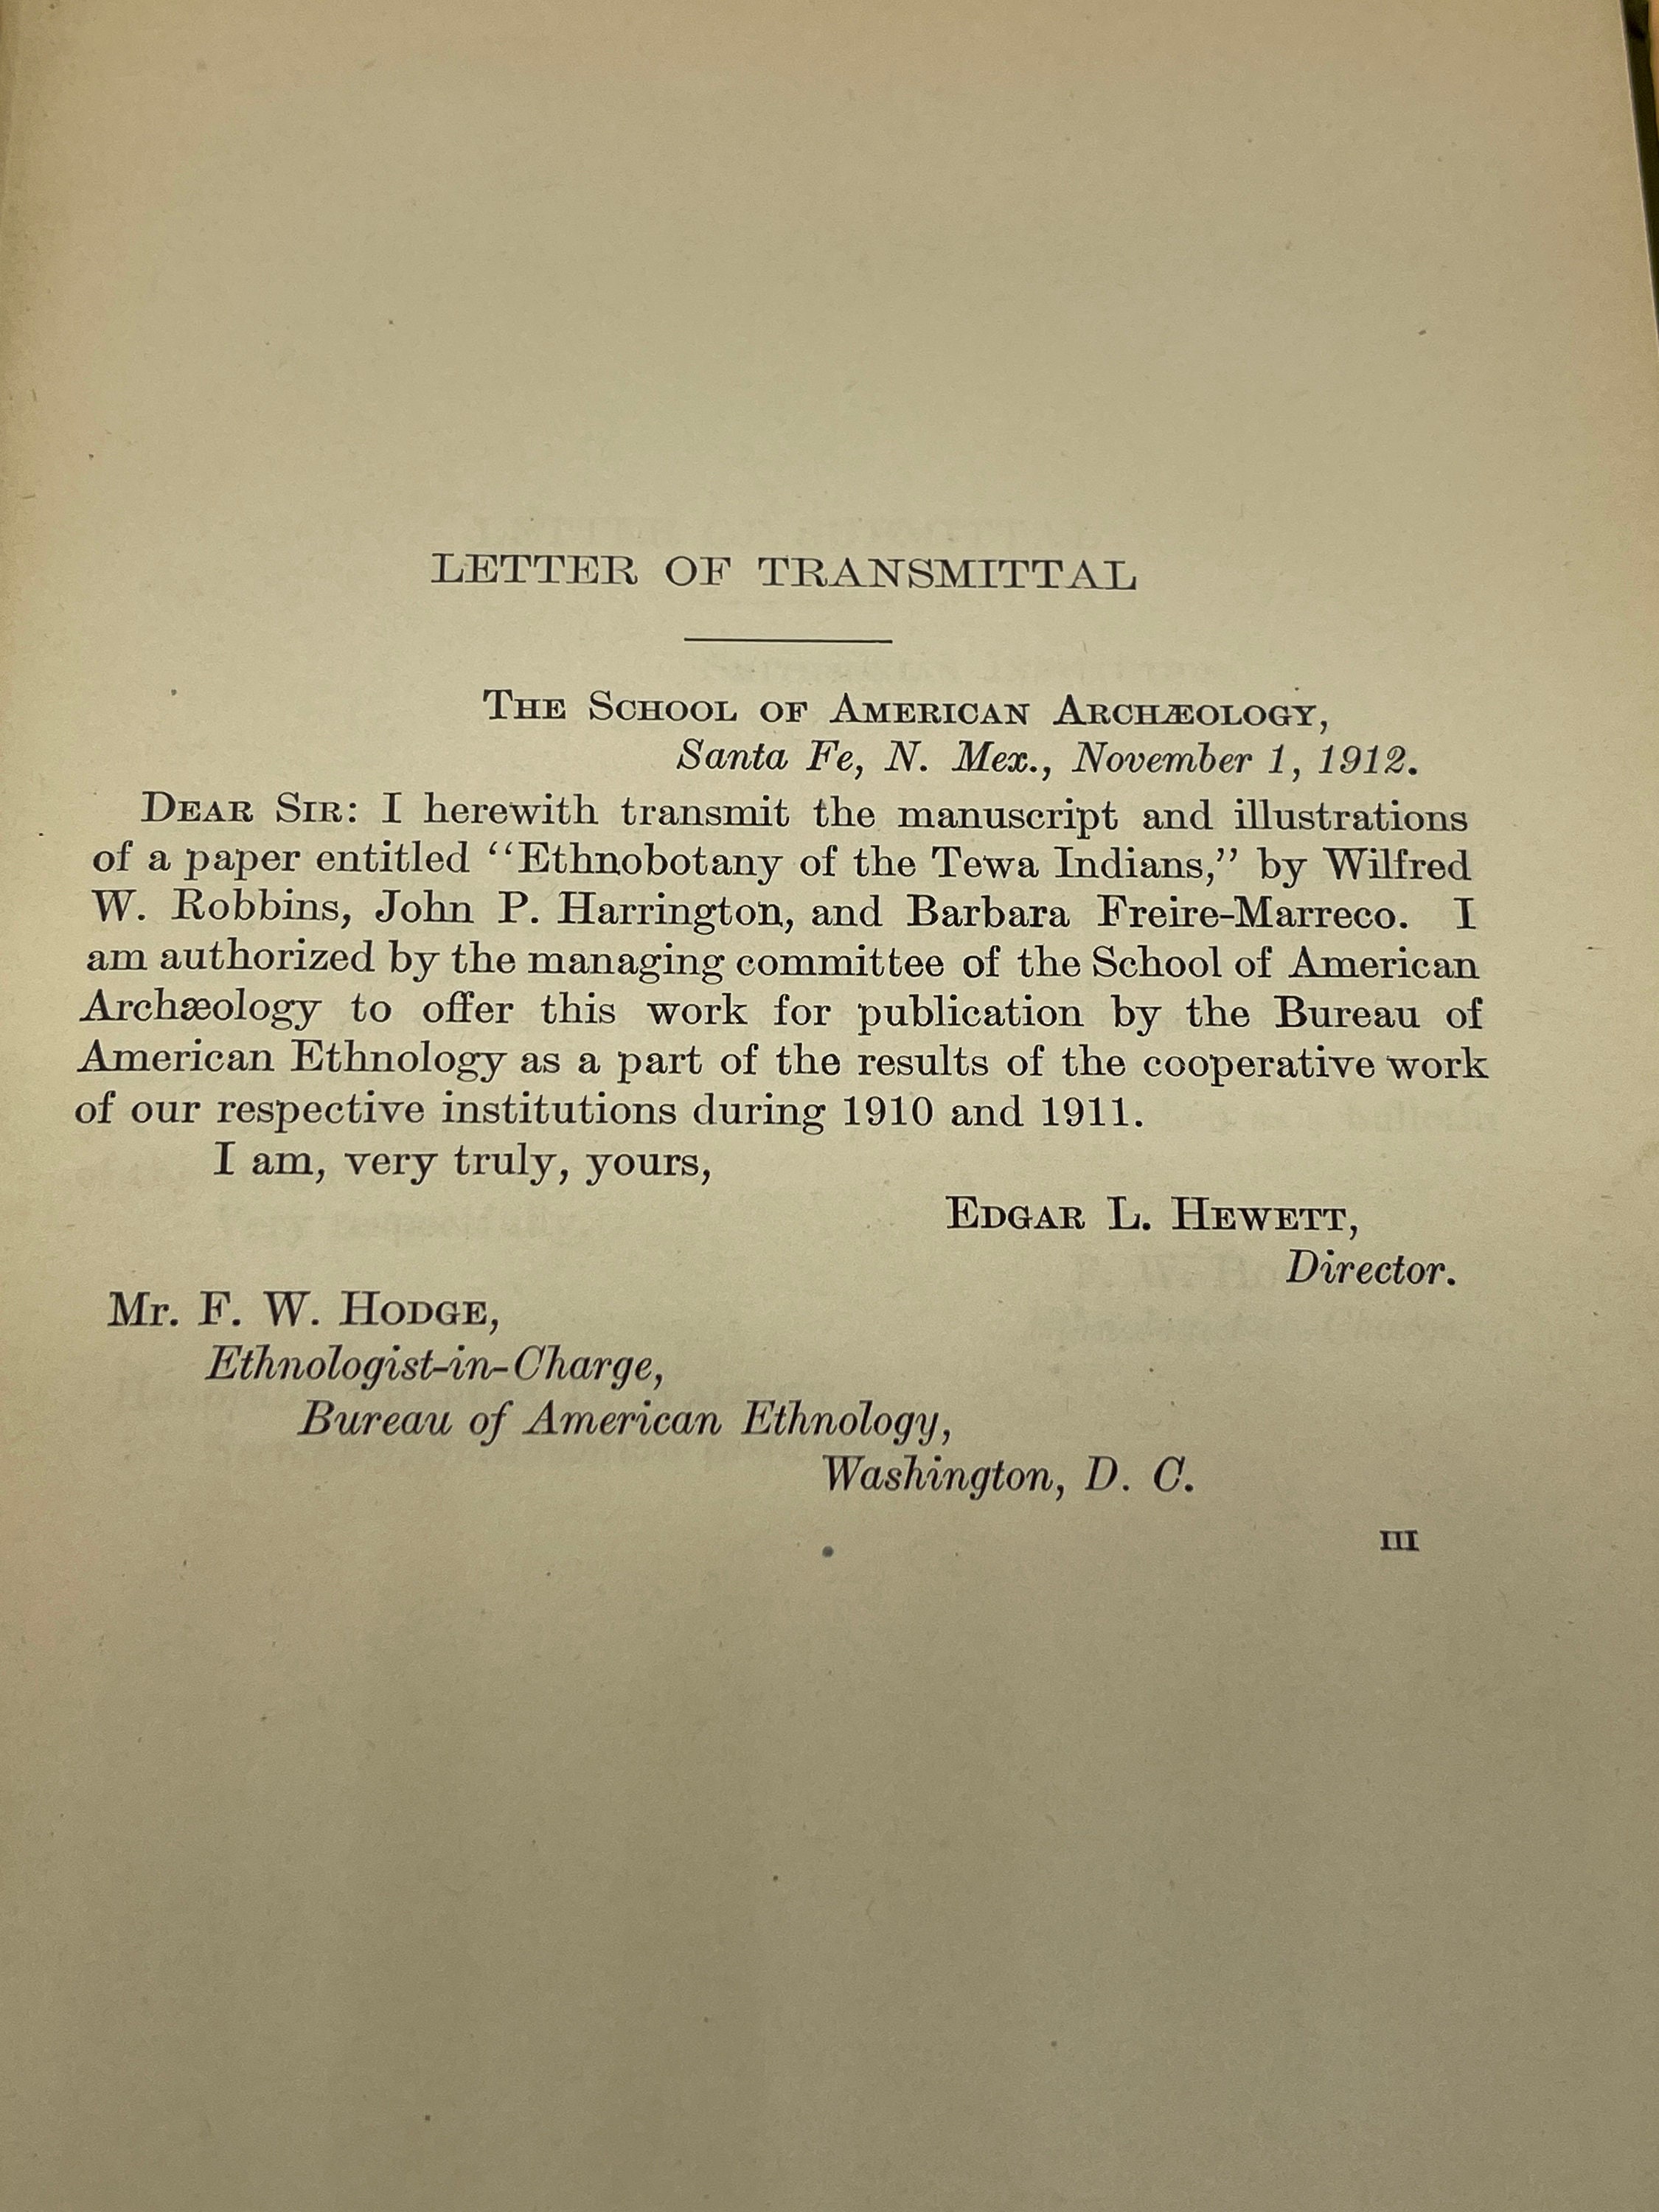 LETTER OF TRANSMITTAL
THE SCHOOL OF AMERICAN ARCHÆOLOGY,
Santa Fe, N. Mex., November 1, 1912.
DEAR SIR: I herewith transmit the manuscript and illustrations
of a paper entitled “Ethnobotany of the Tewa Indians,” by Wilfred
W. Robbins, John P. Harrington, and Barbara Freire-Marreco. I
am authorized by the managing committee of the School of American
Archæology to offer this work for publication by the Bureau of
American Ethnology as a part of the results of the cooperative work
of our respective institutions during 1910 and 1911.
I am, very truly, yours,
EDGAR L. HEWETT,
Director.
Mr. F. W. HODGE,
Ethnologist-in-Charge,
Bureau of American Ethnology,
Washington, D. C.
III